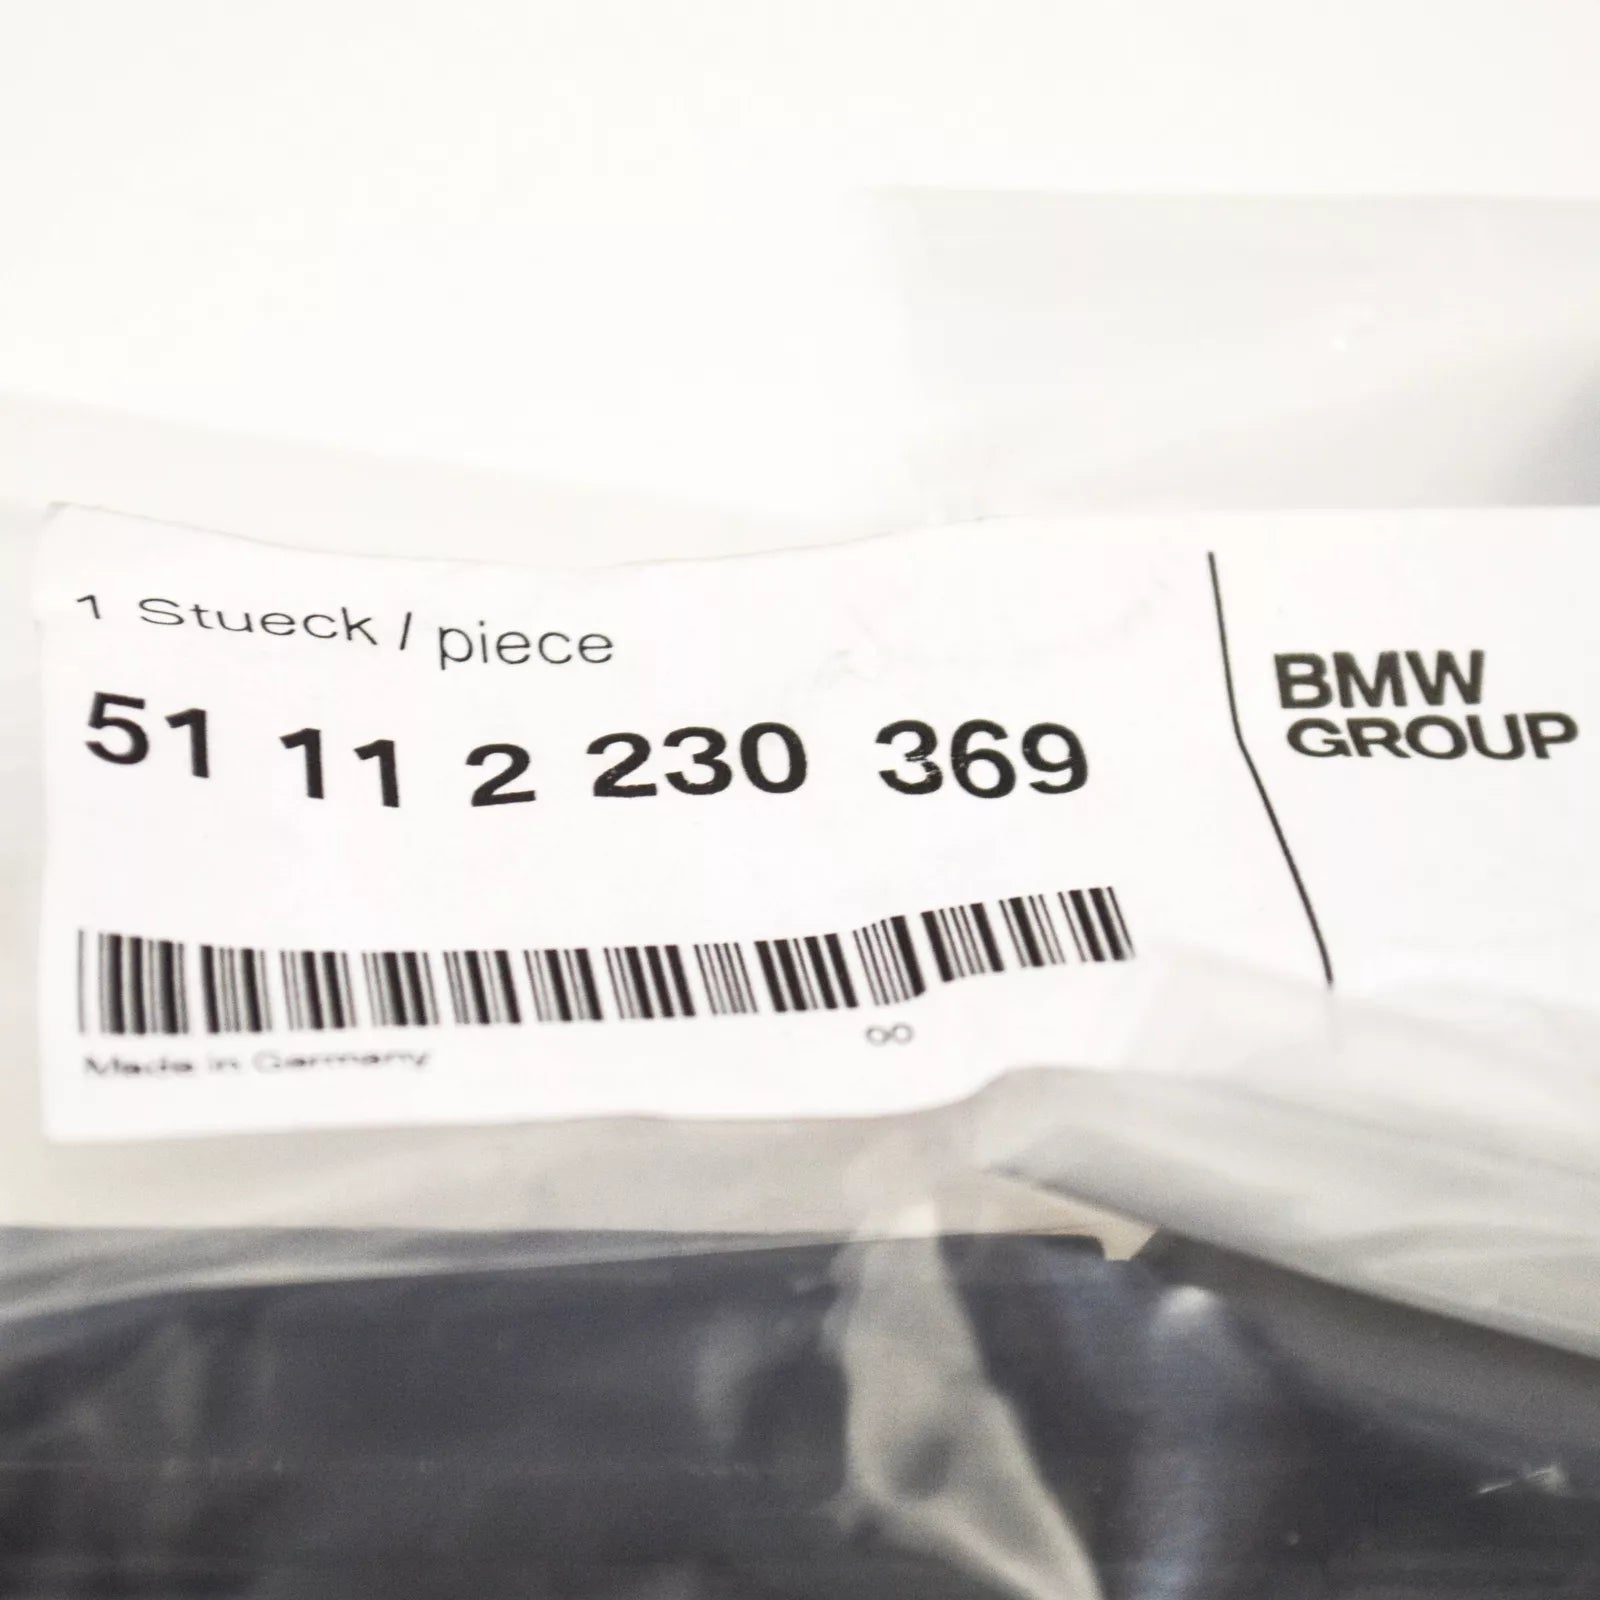 1 Stueck / piece
51 11 2 230 369
BMW
GROUP
Made in Germany
00